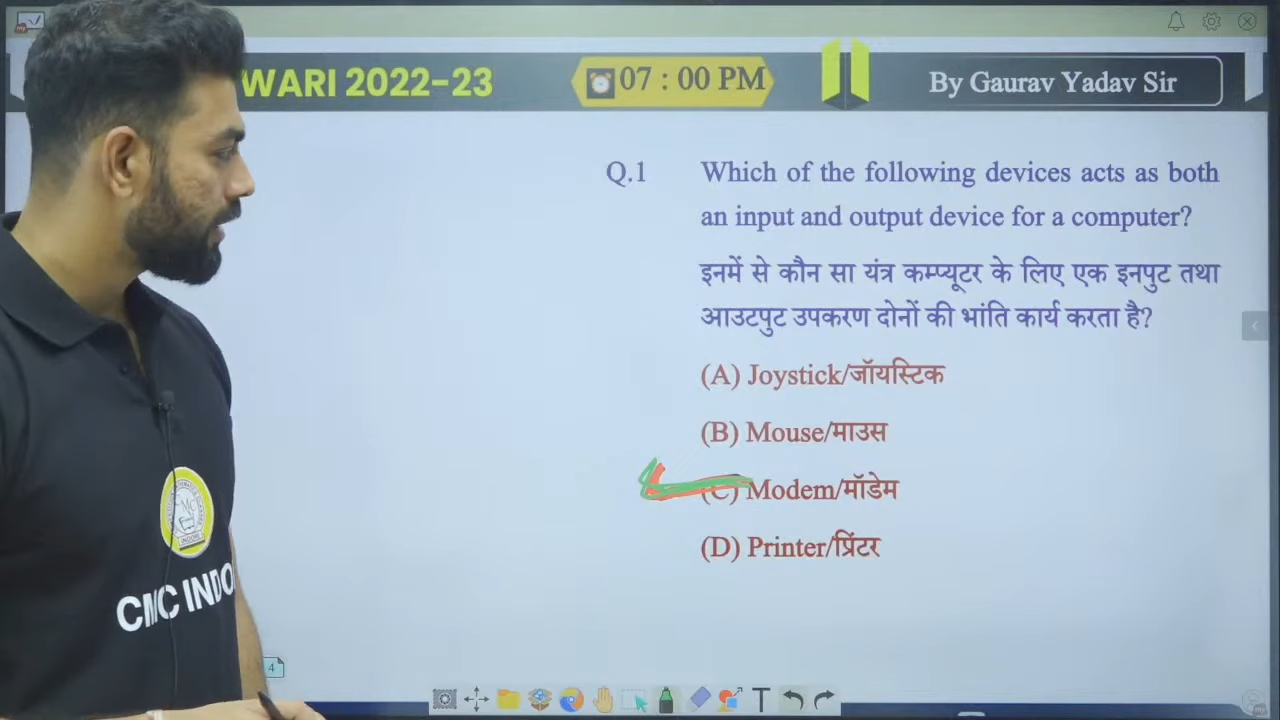 WARI 2022-23
07 : 00 PM
By Gaurav Yadav Sir
Q.1 Which of the following devices acts as both
an input and output device for a computer?
इनमें से कौन सा यंत्र कम्प्यूटर के लिए एक इनपुट तथा
आउटपुट उपकरण दोनों की भांति कार्य करता है?
(A) Joystick/जॉयस्टिक
(B) Mouse/माउस
(C) Modem/मॉडेम
(D) Printer/प्रिंटर
INDORE
4
T